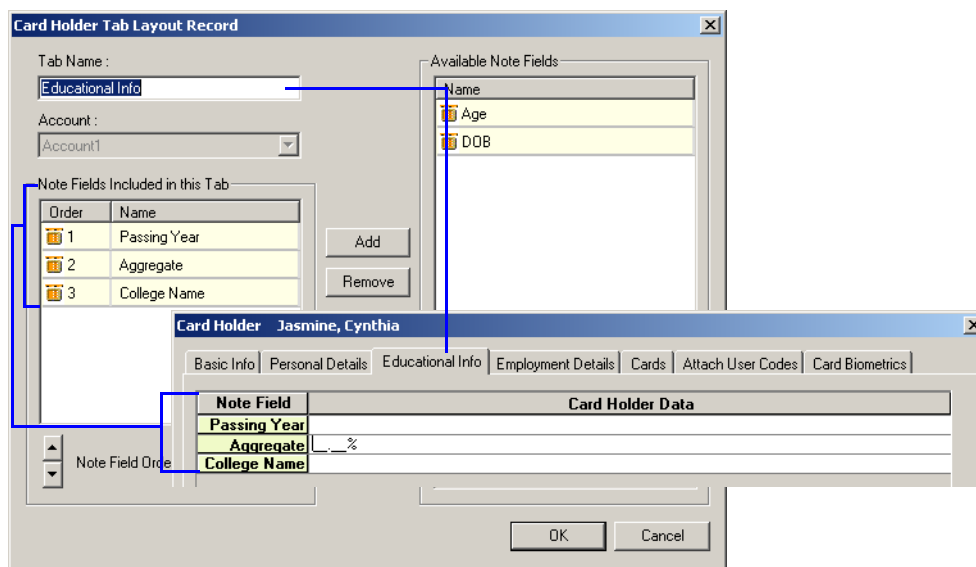 Card Holder Tab Layout Record
Tab Name :
Educational Info
Account :
Account1
Note Fields Included in this Tab
Order Name
1 Passing Year
2 Aggregate
3 College Name
Add
Remove
Available Note Fields
Name
Age
DOB
Card Holder Jasmine, Cynthia
Basic Info Personal Details Educational Info Employment Details Cards Attach User Codes Card Biometrics
Note Field Card Holder Data
Passing Year
Aggregate __.__%
College Name
Note Field Orde
OK Cancel